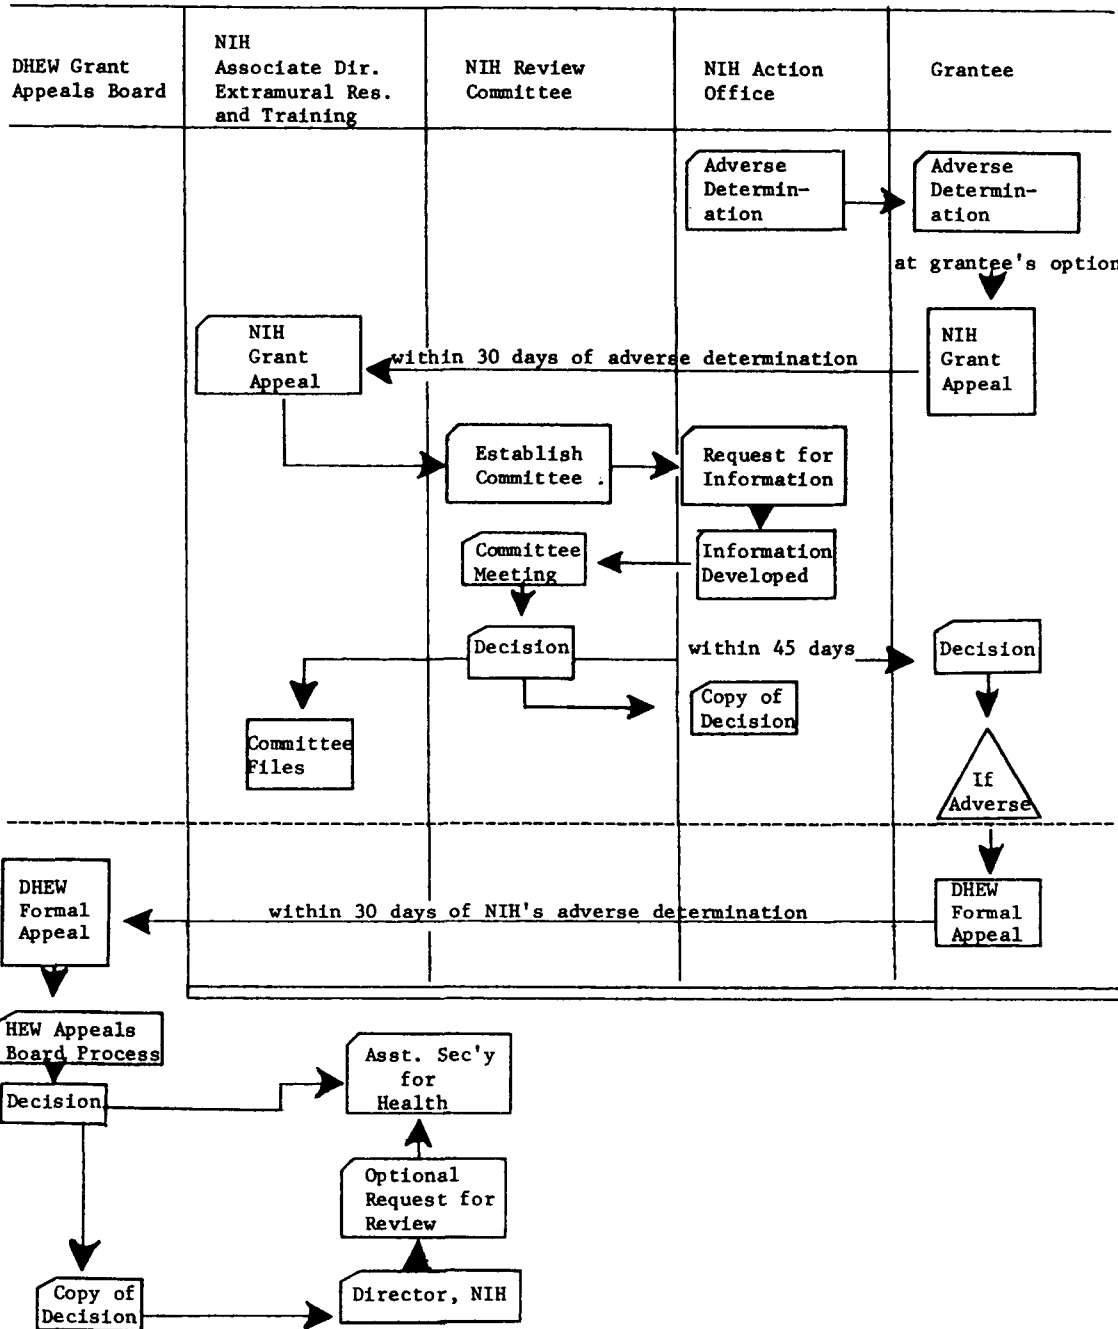 DHEW Grant
Appeals Board
NIH
Associate Dir.
Extramural Res.
and Training
NIH Review
Committee
NIH Action
Office
Grantee
Adverse
Determin-
ation
Adverse
Determin-
ation
at grantee's option
NIH
Grant
Appeal
within 30 days of adverse determination
NIH
Grant
Appeal
Establish
Committee
Request for
Information
Committee
Meeting
Information
Developed
Decision
within 45 days
Decision
Copy of
Decision
Committee
Files
If
Adverse
DHEW
Formal
Appeal
within 30 days of NIH's adverse determination
DHEW
Formal
Appeal
HEW Appeals
Board Process
Decision
Asst. Sec'y
for
Health
Optional
Request for
Review
Copy of
Decision
Director, NIH